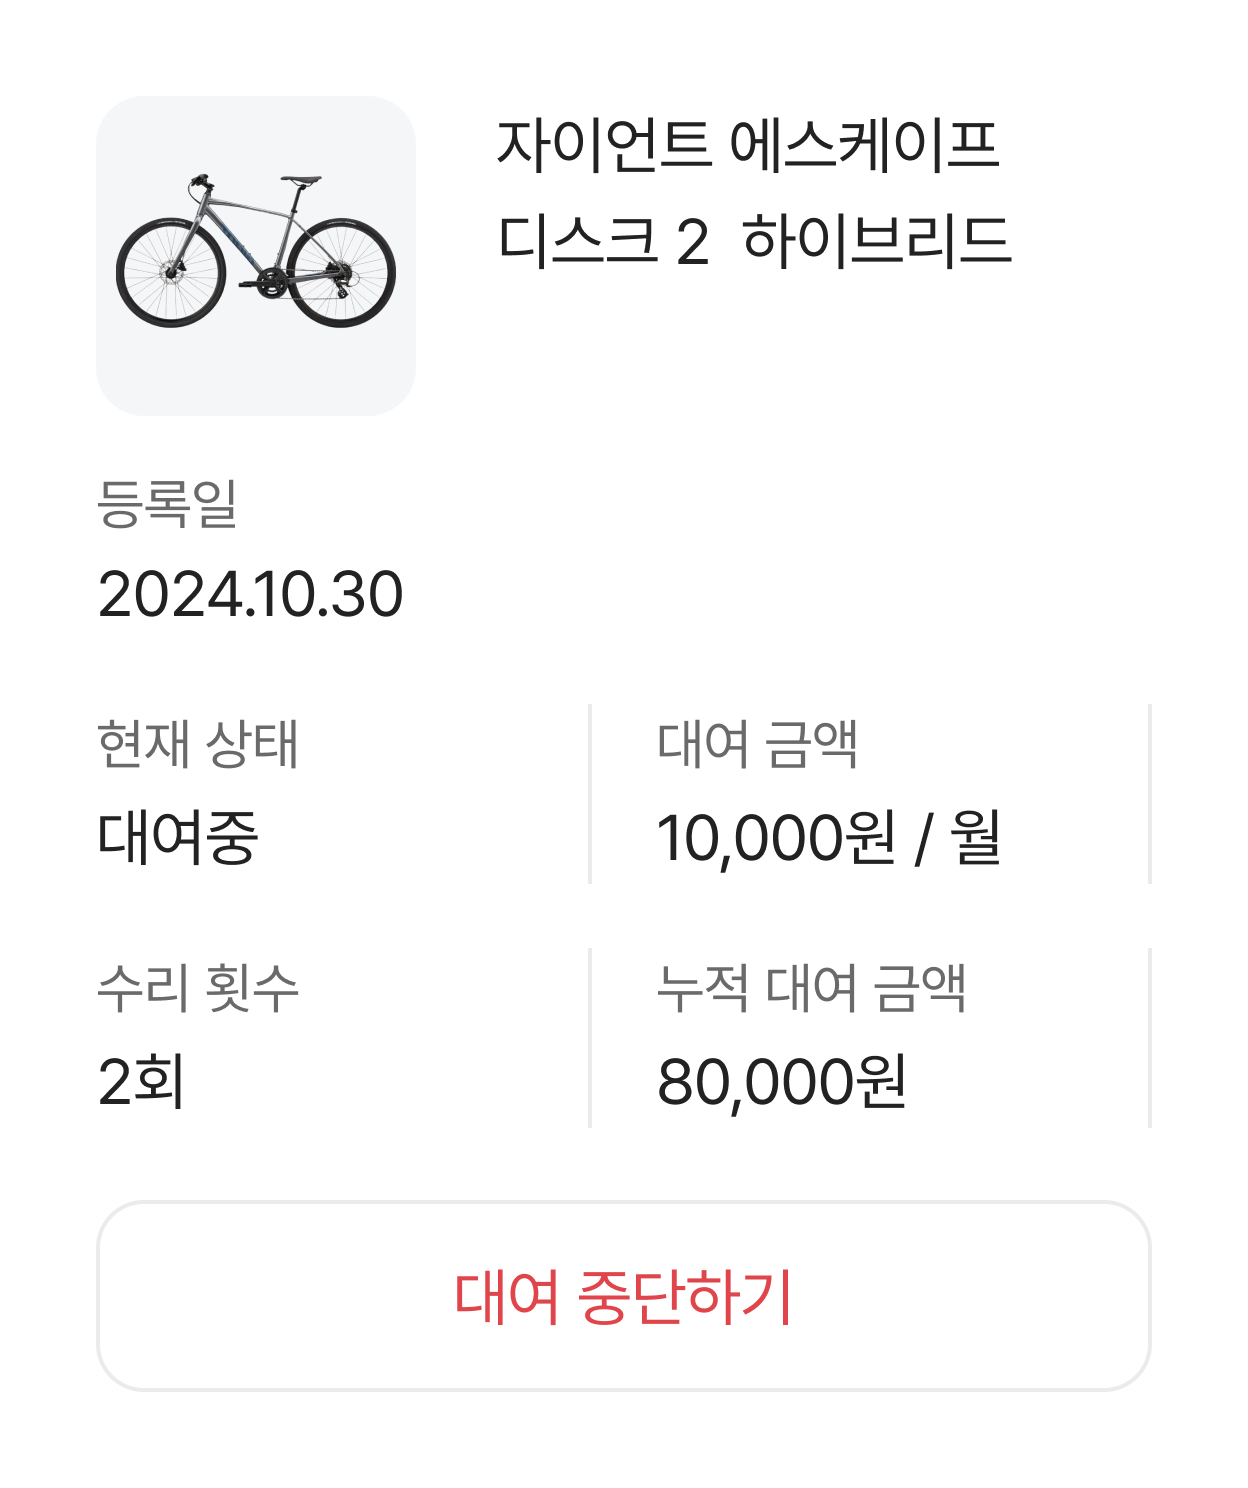 자이언트 에스케이프
디스크 2 하이브리드
등록일
2024.10.30
현재 상태
대여중
대여 금액
10,000원 / 월
수리 횟수
2회
누적 대여 금액
80,000원
대여 중단하기